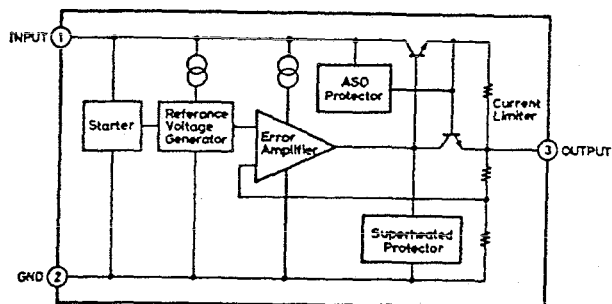 INPUT 1
ASO
Protector
Current
Limiter
Starter
Referance
Voltage
Generator
Error
Amplifier
3 OUTPUT
Superheated
Protector
GND 2